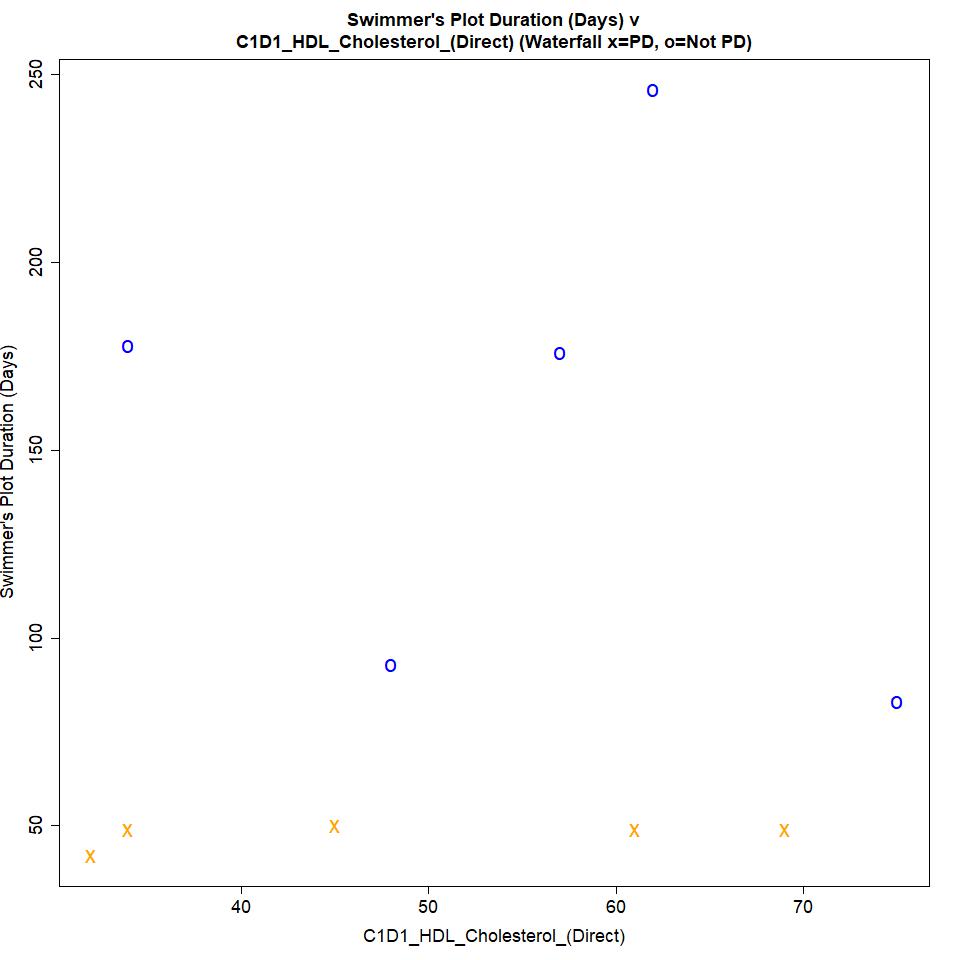 Swimmer's Plot Duration (Days) v
C1D1_HDL_Cholesterol_(Direct) (Waterfall x=PD, o=Not PD)
Swimmer's Plot Duration (Days)
250
200
150
100
50
o
o
o
o
o
x
x
x
x
x
40 50 60 70
C1D1_HDL_Cholesterol_(Direct)